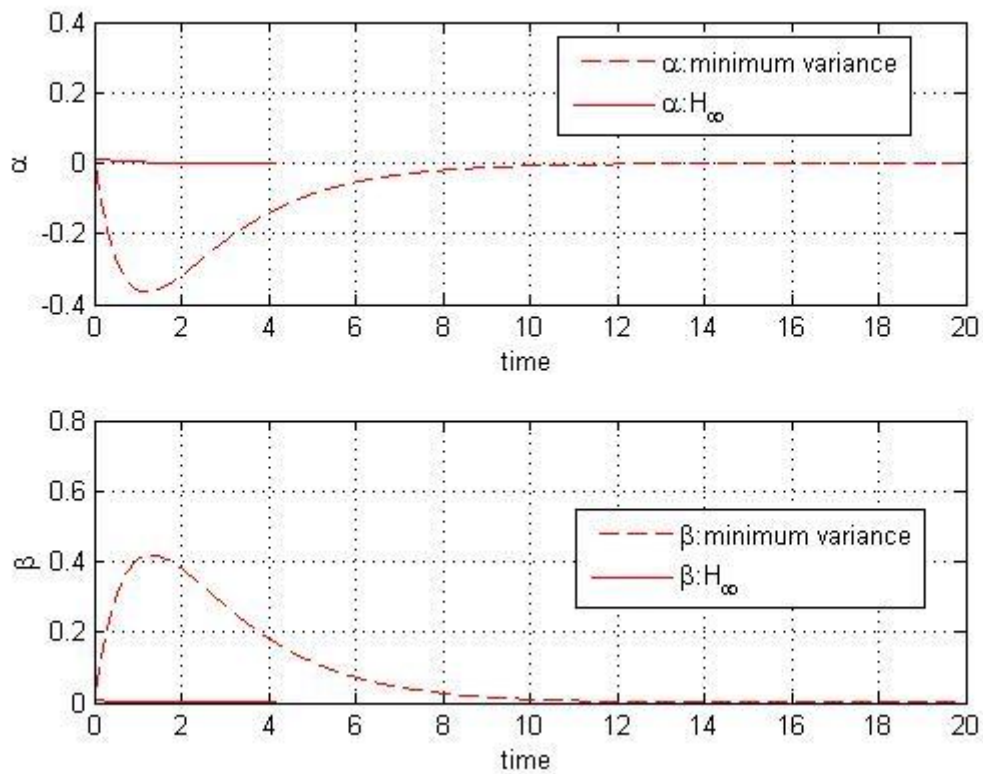 0.4
0.2
0
-0.2
-0.4
α
α:minimum variance
α:H∞
0 2 4 6 8 10 12 14 16 18 20
time
0.8
0.6
0.4
0.2
0
β
β:minimum variance
β:H∞
0 2 4 6 8 10 12 14 16 18 20
time